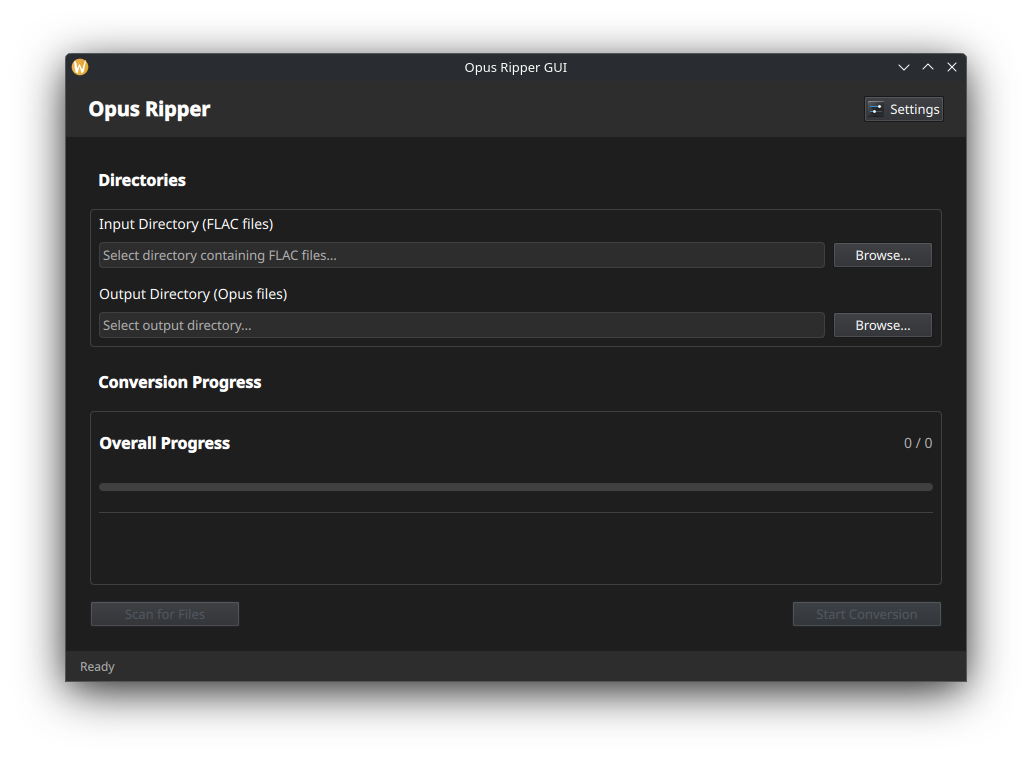 Opus Ripper GUI
Opus Ripper
Settings
Directories
Input Directory (FLAC files)
Select directory containing FLAC files...
Browse...
Output Directory (Opus files)
Select output directory...
Browse...
Conversion Progress
Overall Progress
0 / 0
Scan for Files
Start Conversion
Ready